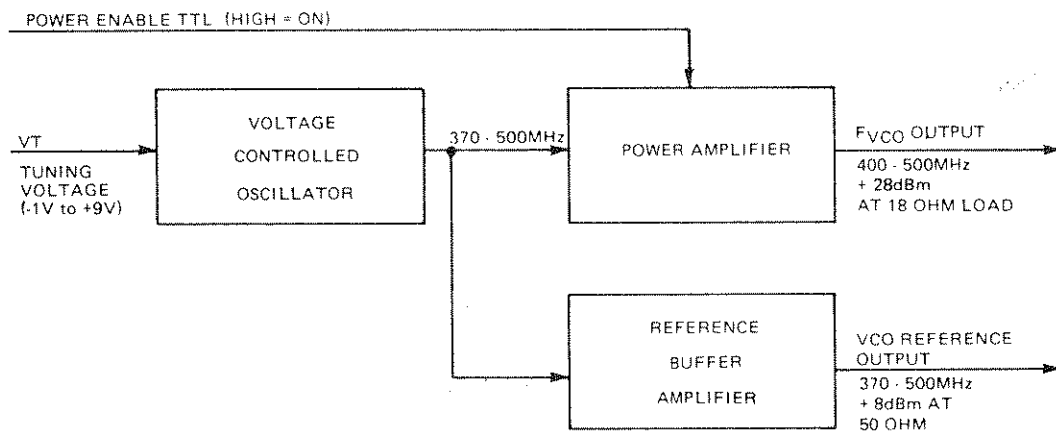 POWER ENABLE TTL (HIGH = ON)
VT
TUNING
VOLTAGE
(-1V to +9V)
VOLTAGE
CONTROLLED
OSCILLATOR
370 - 500MHz
POWER AMPLIFIER
FVCO OUTPUT
400-500MHz
+ 28dBm
AT 18 OHM LOAD
REFERENCE
BUFFER
AMPLIFIER
VCO REFERENCE
OUTPUT
370 - 500MHz
+ 8dBm AT
50 OHM